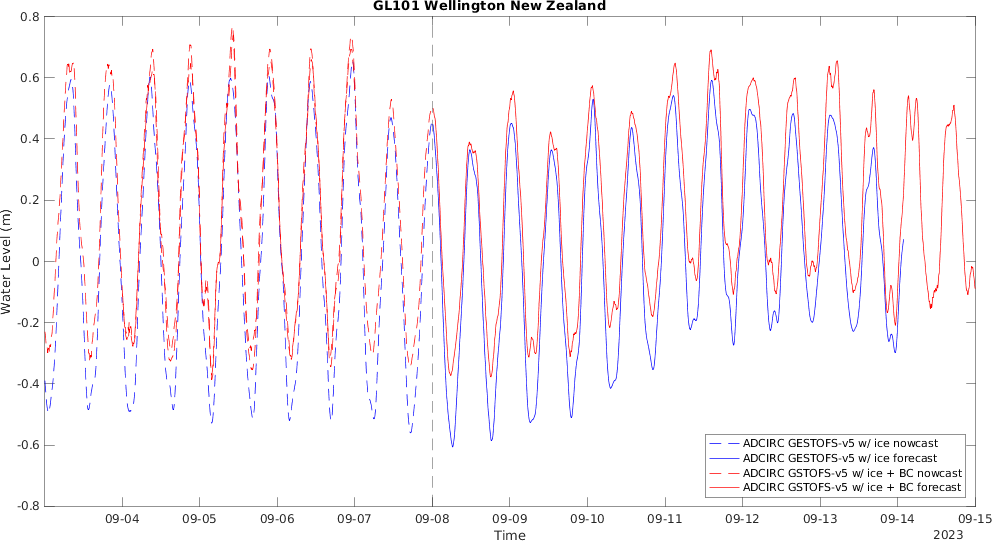 GL101 Wellington New Zealand
Water Level (m)
0.8
0.6
0.4
0.2
0
-0.2
-0.4
-0.6
-0.8
ADCIRC GESTOFS-v5 w/ ice nowcast
ADCIRC GESTOFS-v5 w/ ice forecast
ADCIRC GSTOFS-v5 w/ ice + BC nowcast
ADCIRC GSTOFS-v5 w/ ice + BC forecast
09-04 09-05 09-06 09-07 09-08 09-09 09-10 09-11 09-12 09-13 09-14 09-15
Time
2023